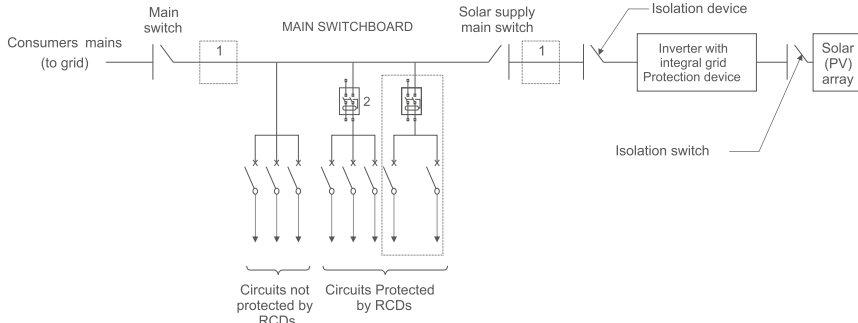 Main
switch
MAIN SWITCHBOARD
Solar supply
main switch
Isolation device
Consumers mains
(to grid)
1
1
Inverter with
integral grid
Protection device
Solar
(PV)
array
2
Isolation switch
Circuits not
protected by
RCDs
Circuits Protected
by RCDs